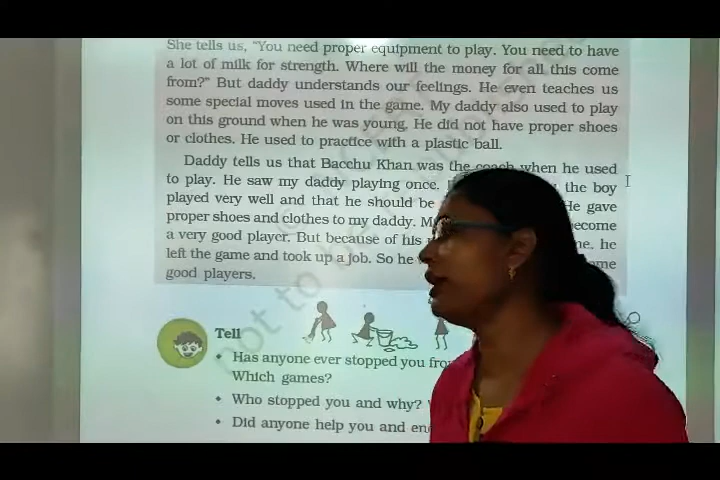 She tells us, "You need proper equipment to play. You need to have
a lot of milk for strength. Where will the money for all this come
from?" But daddy understands our feelings. He even teaches us
some special moves used in the game. My daddy also used to play
on this ground when he was young. He did not have proper shoes
or clothes. He used to practice with a plastic ball.
Daddy tells us that Bacchu Khan was the coach when he used
to play. He saw my daddy playing once. the boy
played very well and that he should be He gave
proper shoes and clothes to my daddy. become
a very good player. But because of his he
left the game and took up a job. So he
good players.
Tell
• Has anyone ever stopped you
Which games?
• Who stopped you and why?
• Did anyone help you and
not to be